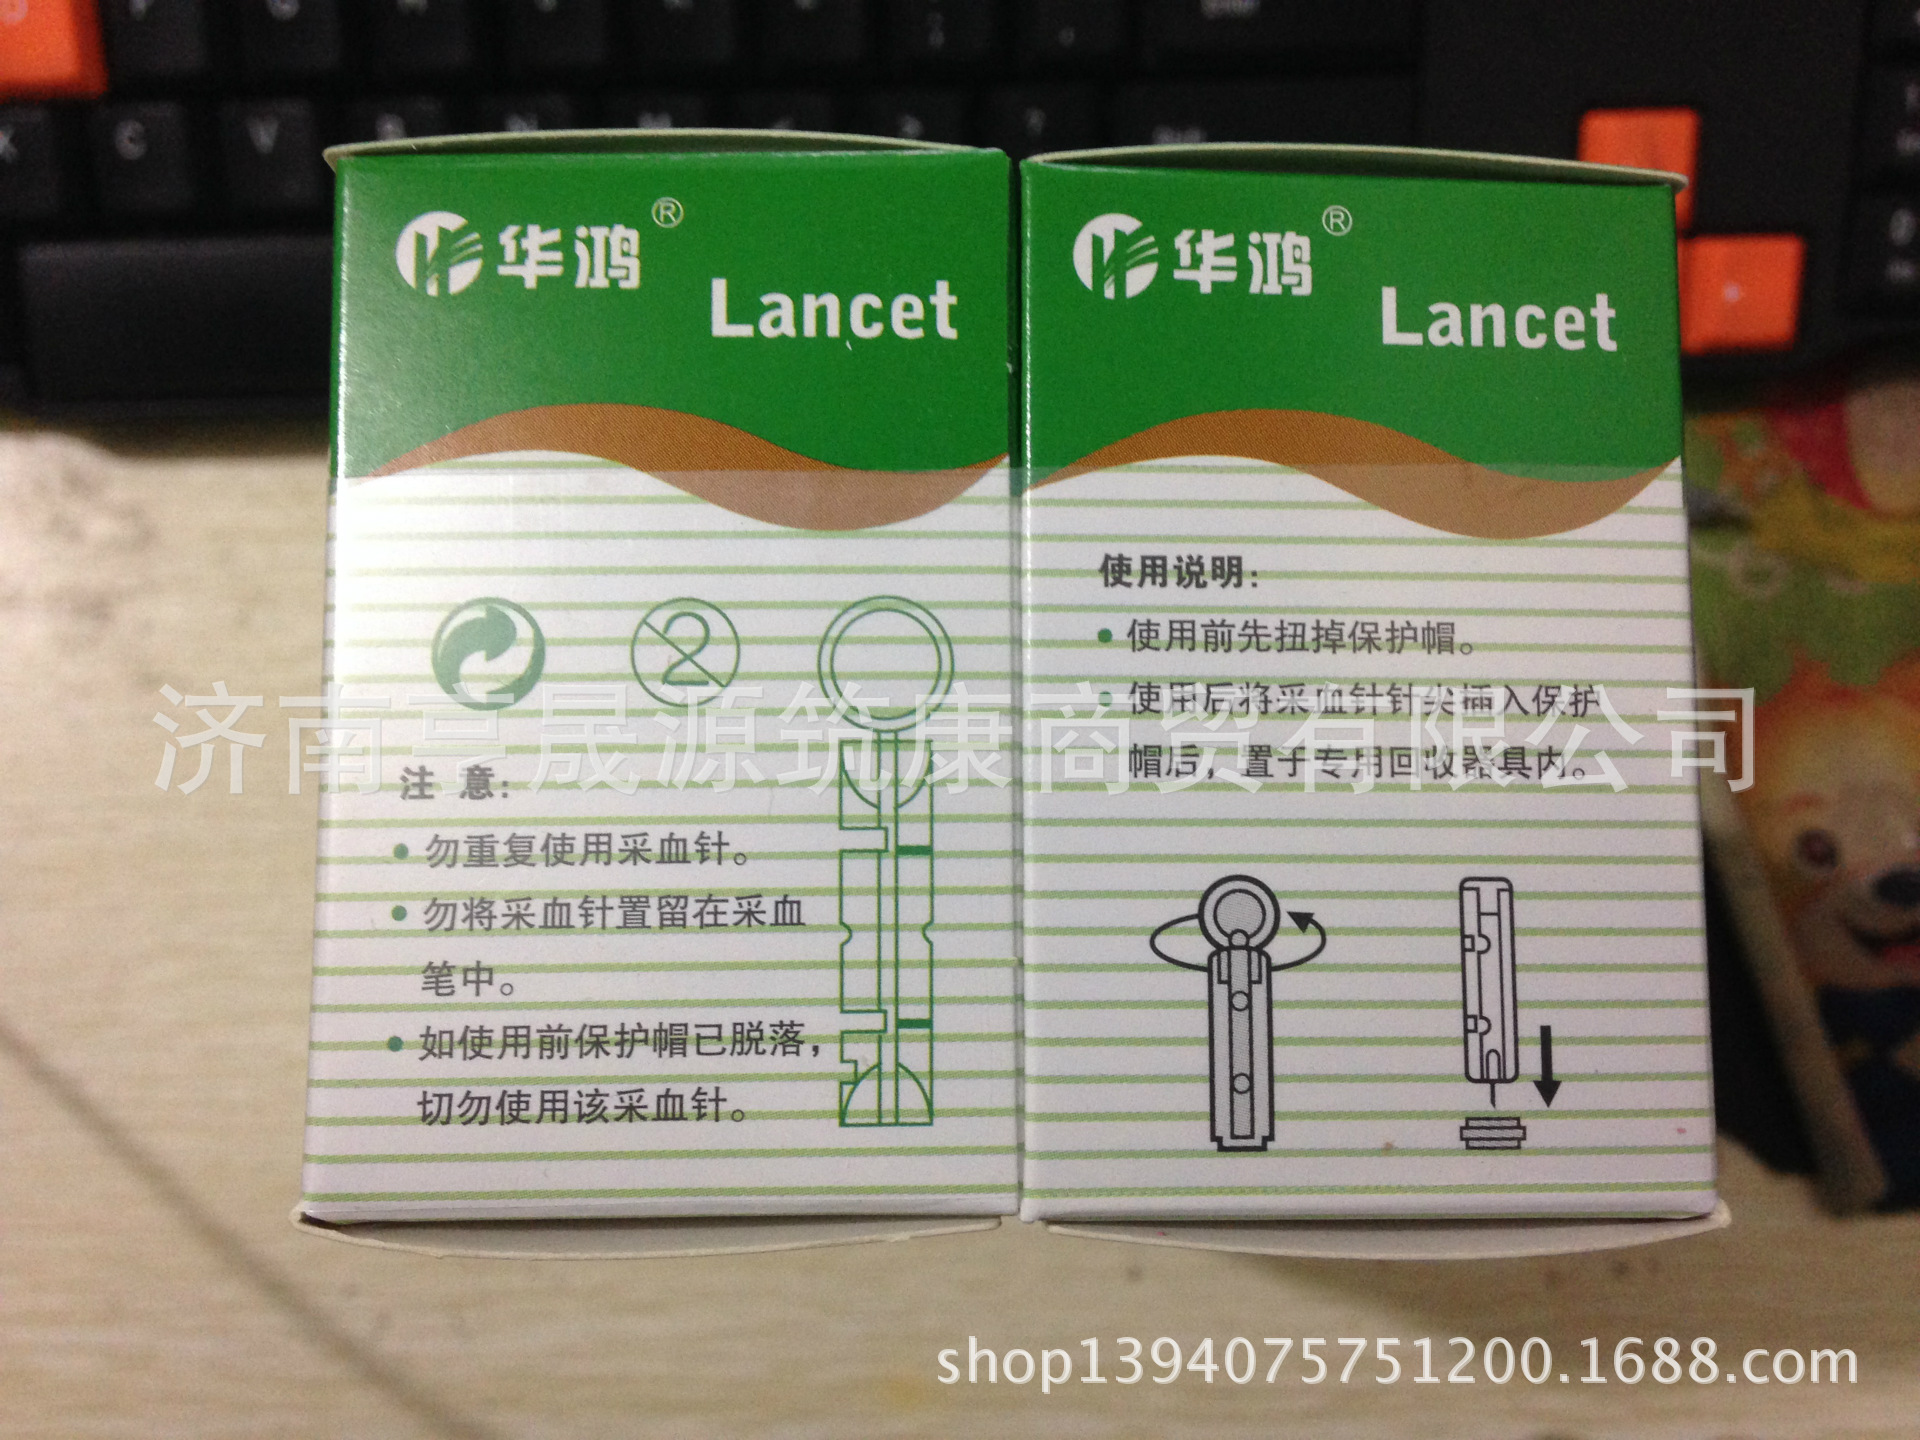 华鸿®
Lancet
注 意:
• 勿重复使用采血针。
• 勿将采血针置留在采血
笔中。
• 如使用前保护帽已脱落，
切勿使用该采血针。
华鸿®
Lancet
使用说明:
• 使用前先扭掉保护帽。
• 使用后将采血针针尖插入保护
帽后，置于专用回收器具内。
济南亨晟源筑康商贸有限公司
shop1394075751200.1688.com
2
C
V
B
N
M
?